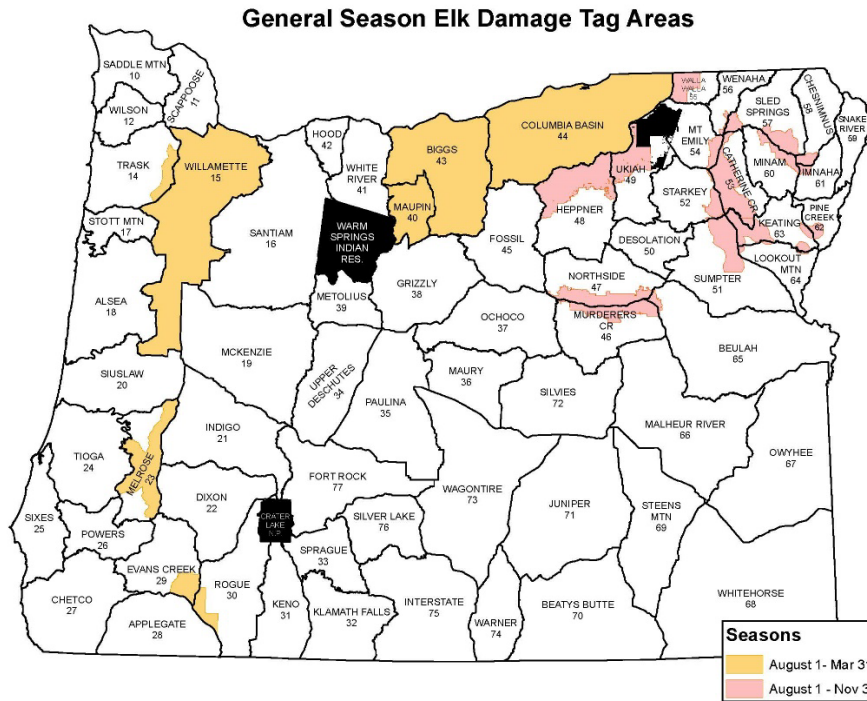 General Season Elk Damage Tag Areas
SADDLE MTN
10
SCAPPOOSE
11
WILSON
12
TRASK
14
WILLAMETTE
15
HOOD
42
WHITE
RIVER
41
BIGGS
43
COLUMBIA BASIN
44
WALLA
WALLA
55
WENAHA
56
SLED
SPRINGS
57
CHESNIMNUS
58
SNAKE
RIVER
59
MT
EMILY
54
MINAM
60
IMNAHA
61
STOTT MTN
17
SANTIAM
16
WARM
SPRINGS
INDIAN
RES.
MAUPIN
40
HEPPNER
48
UKIAH
49
STARKEY
52
CATHERINE CR
53
KEATING
63
PINE
CREEK
62
LOOKOUT
MTN
64
FOSSIL
45
DESOLATION
50
SUMPTER
51
ALSEA
18
METOLIUS
39
GRIZZLY
38
NORTHSIDE
47
MURDERERS
CR
46
OCHOCO
37
BEULAH
65
SIUSLAW
20
MCKENZIE
19
UPPER
DESCHUTES
34
PAULINA
35
MAURY
36
SILVIES
72
MALHEUR RIVER
66
OWYHEE
67
TIOGA
24
MELROSE
23
INDIGO
21
DIXON
22
FORT ROCK
77
WAGONTIRE
73
JUNIPER
71
STEENS
MTN
69
SIXES
25
POWERS
26
CRATER
LAKE
N.P.
SILVER LAKE
76
SPRAGUE
33
EVANS CREEK
29
ROGUE
30
CHETCO
27
APPLEGATE
28
KENO
31
KLAMATH FALLS
32
INTERSTATE
75
WARNER
74
BEATYS BUTTE
70
WHITEHORSE
68
Seasons
August 1- Mar 3
August 1 - Nov 3